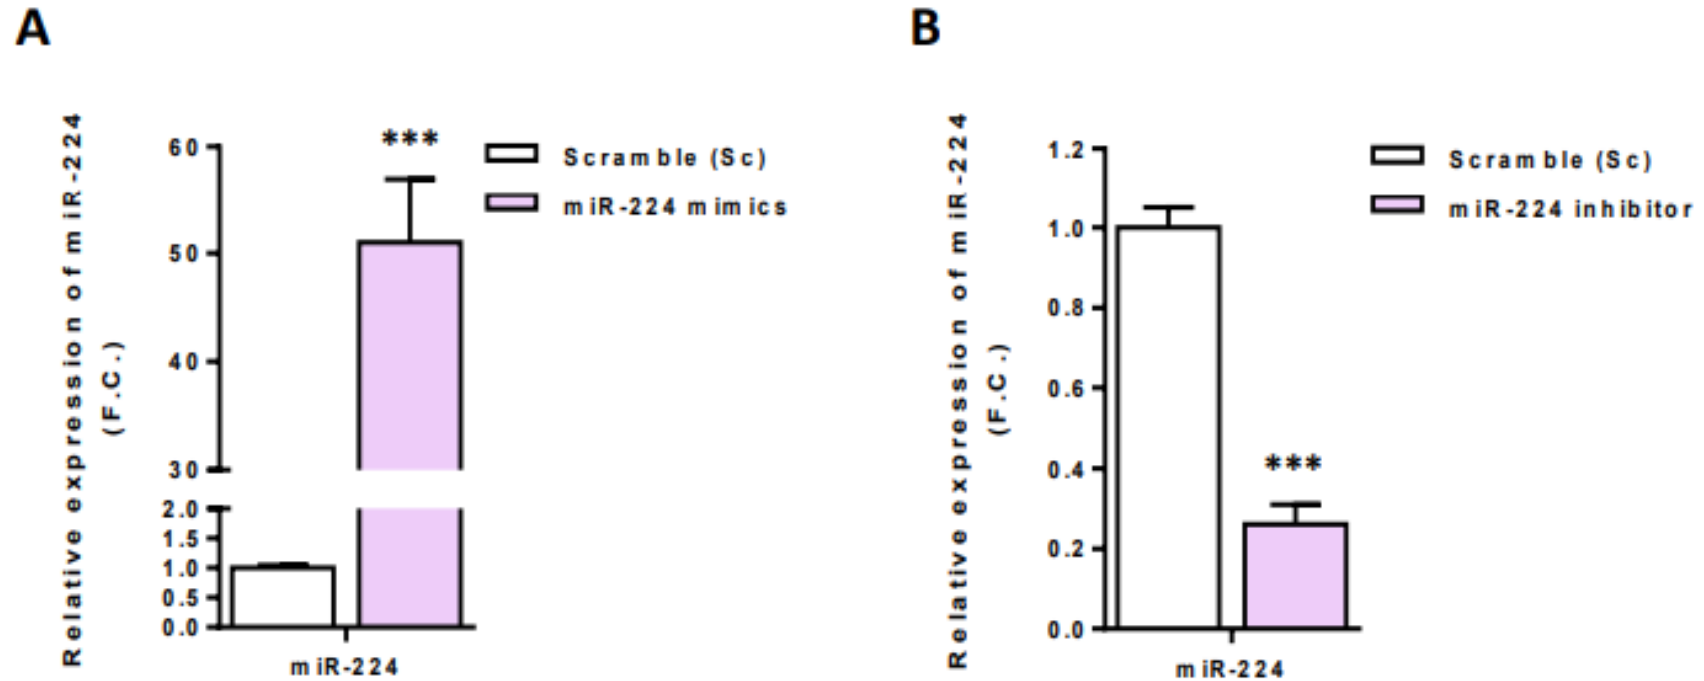 A
Relative expression of miR-224
(F.C.)
60
50
40
30
2.0
1.5
1.0
0.5
0.0
***
Scramble (Sc)
miR-224 mimics
miR-224
B
Relative expression of miR-224
(F.C.)
1.2
1.0
0.8
0.6
0.4
0.2
0.0
***
Scramble (Sc)
miR-224 inhibitor
miR-224